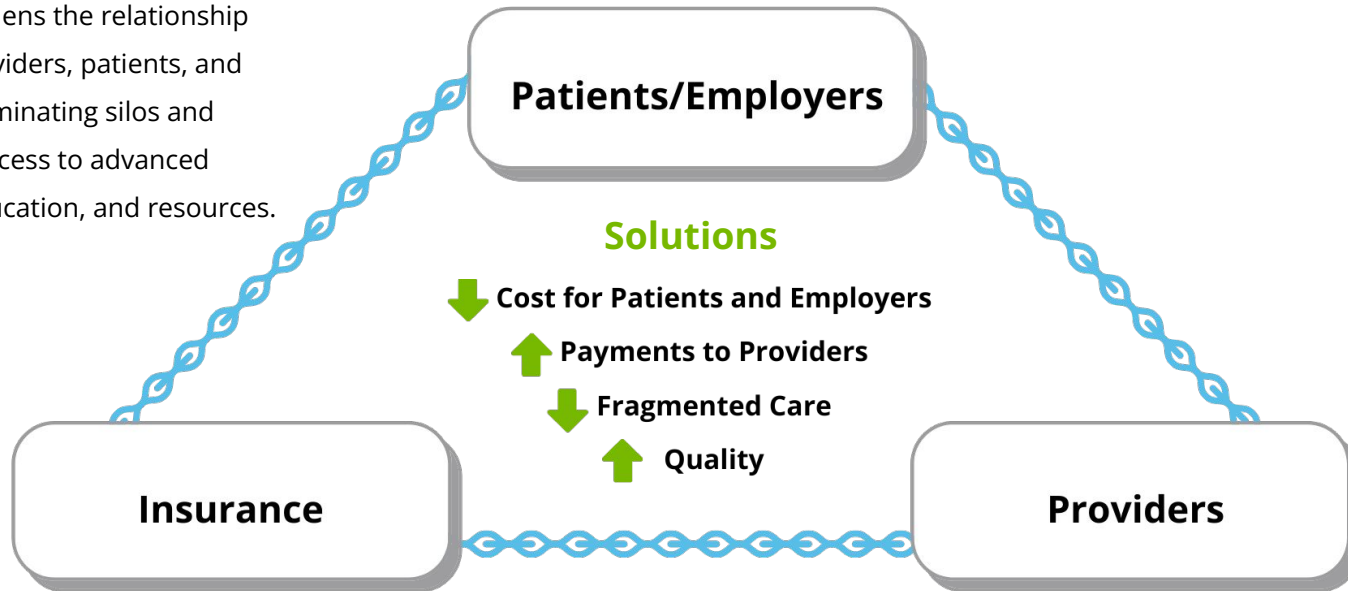 ens the relationship
viders, patients, and
minating silos and
cess to advanced
ucation, and resources.
Patients/Employers
Solutions
Cost for Patients and Employers
Payments to Providers
Fragmented Care
Quality
Insurance
Providers